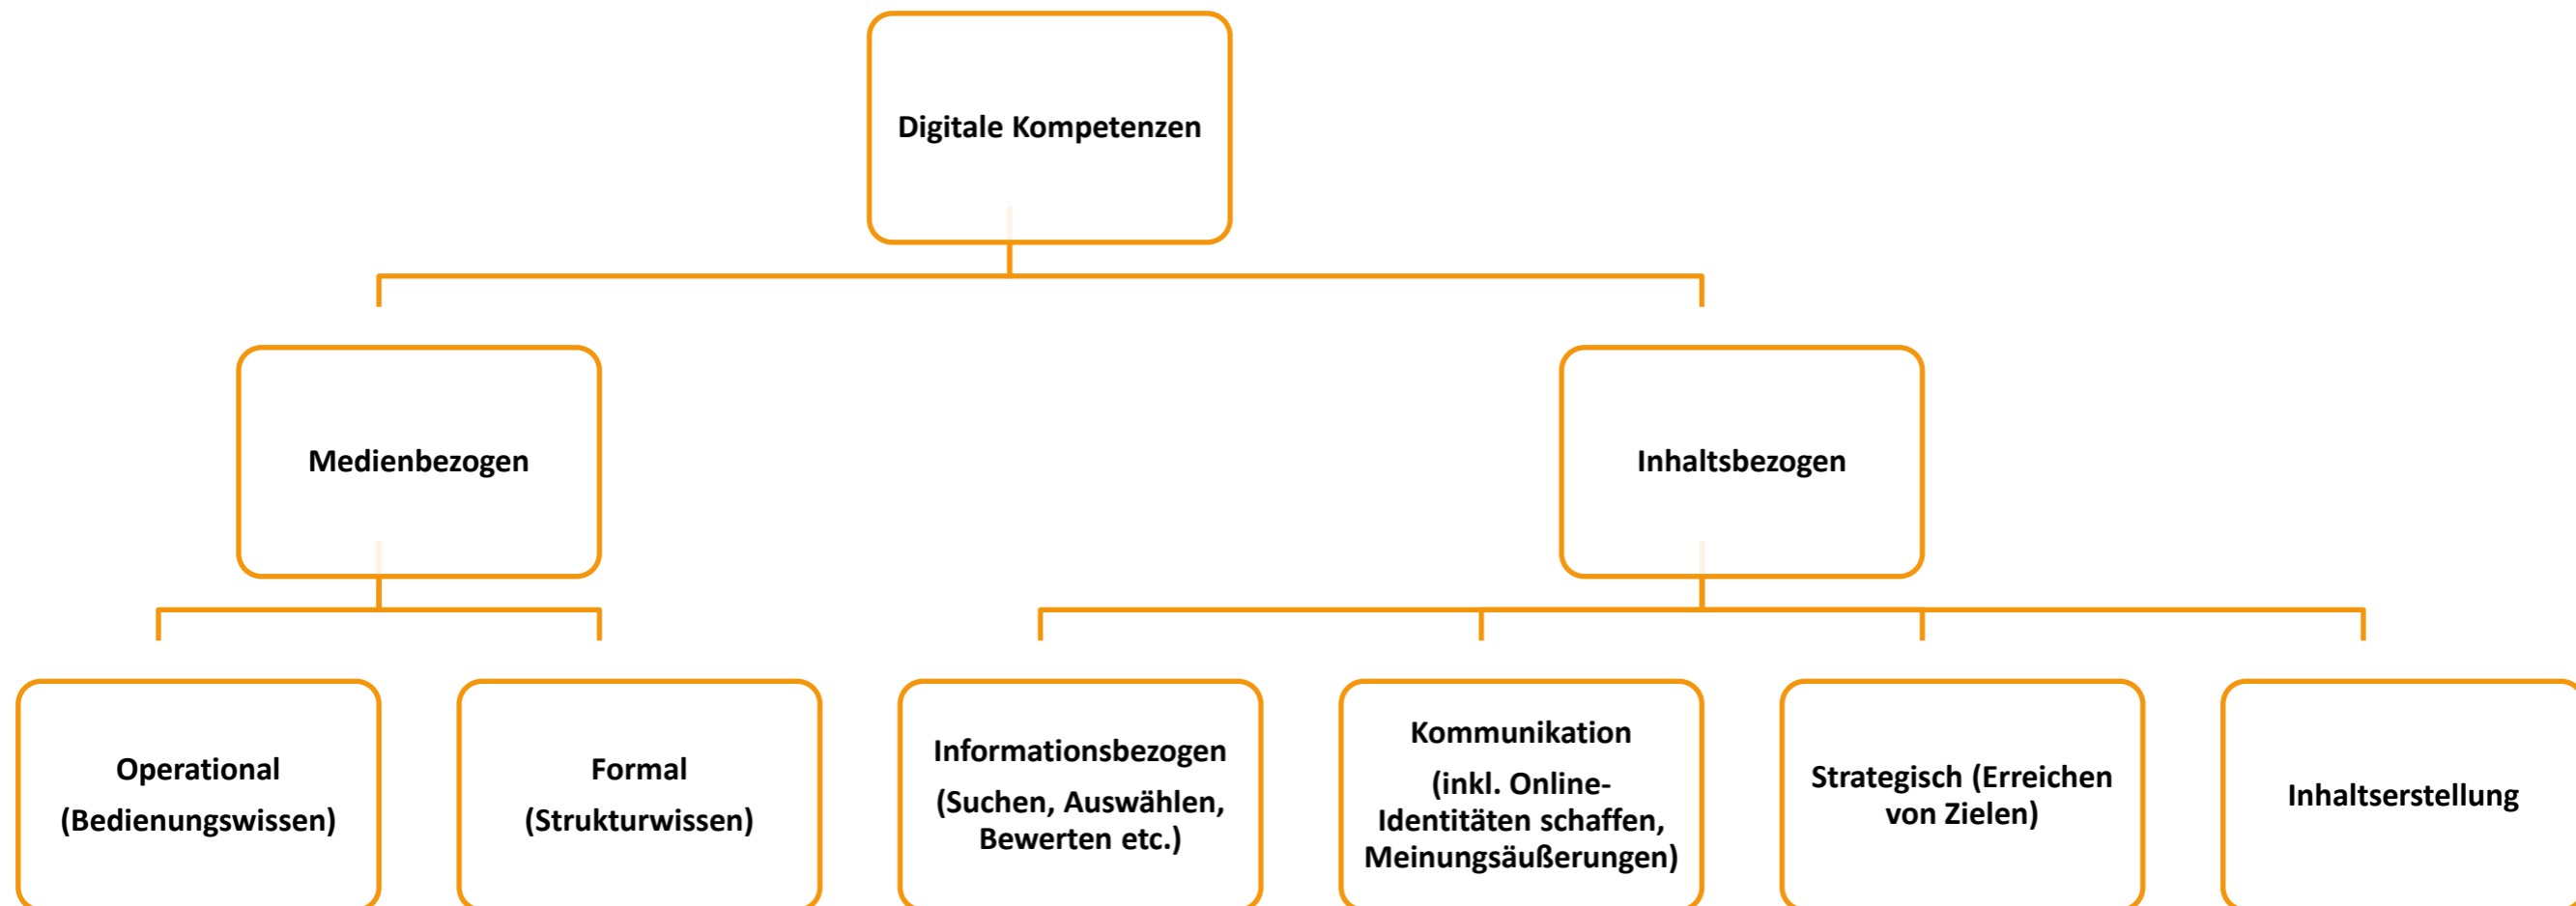 Digitale Kompetenzen
Medienbezogen
Inhaltsbezogen
Operational
(Bedienungswissen)
Formal
(Strukturwissen)
Informationsbezogen
(Suchen, Auswählen,
Bewerten etc.)
Kommunikation
(inkl. Online-
Identitäten schaffen,
Meinungsäußerungen)
Strategisch (Erreichen
von Zielen)
Inhaltserstellung